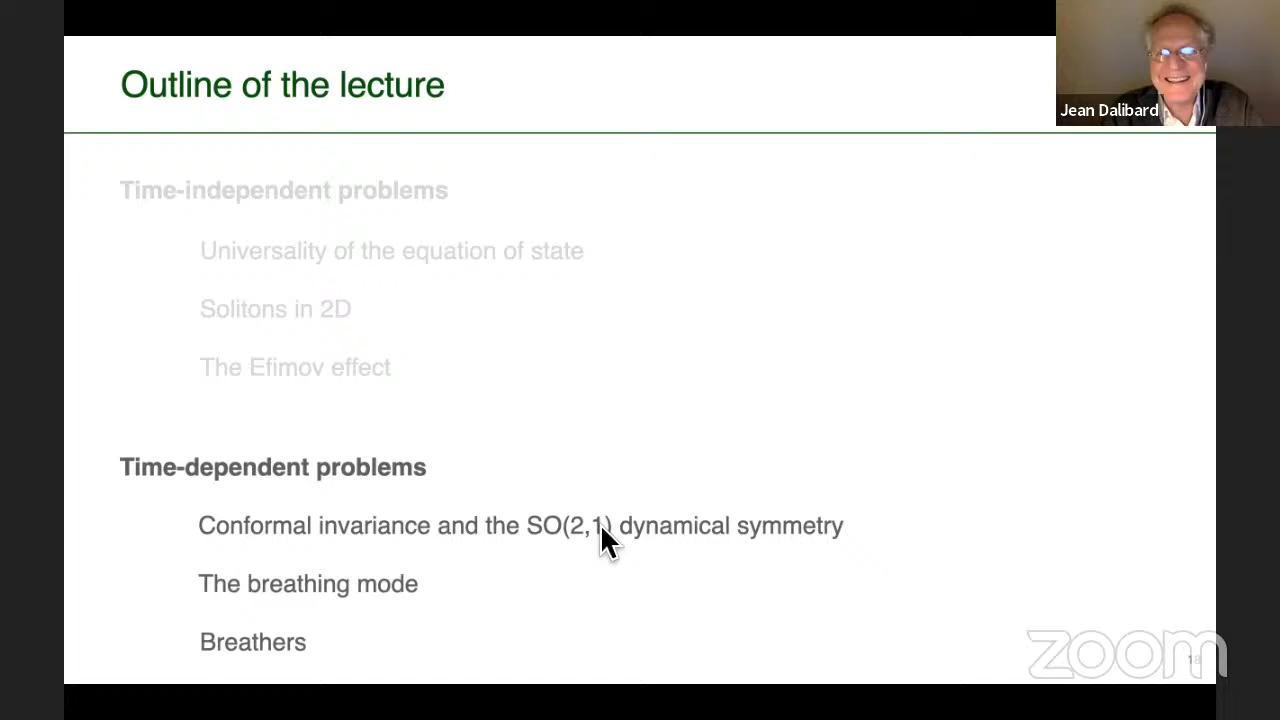 Outline of the lecture
Jean Dalibard
Time-independent problems
Universality of the equation of state
Solitons in 2D
The Efimov effect
Time-dependent problems
Conformal invariance and the SO(2,1) dynamical symmetry
The breathing mode
Breathers
zoom
18